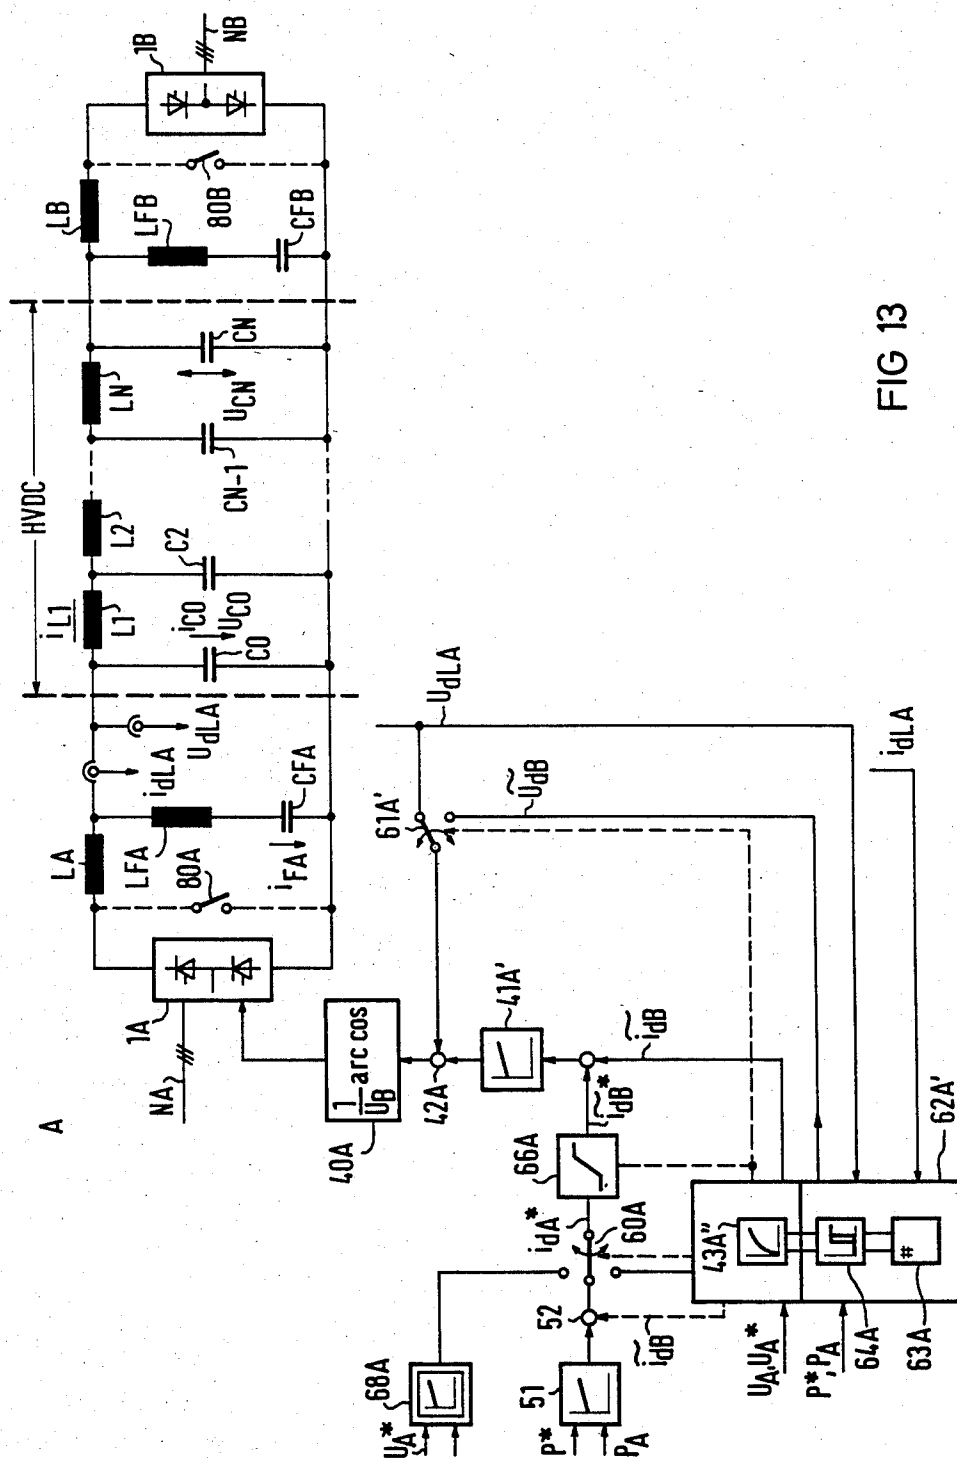 A
NA
1A
LA
80A
LFA
CFA
iFA
idLA
UdLA
HVDC
iL1
L1
iC0
UC0
C0
L2
C2
CN-1
LN
UCN
CN
LB
LFB
80B
CFB
1B
NB
40A
1/UB arc cos
42A
61A'
UdLA
ŨdB
41A'
ĩdB
ĩdB*
66A
idA*
60A
52
ĩdB
68A
UA*
51
P*
PA
43A"
UA,UA*
P*,PA
64A
#
63A
62A'
idLA
FIG 13